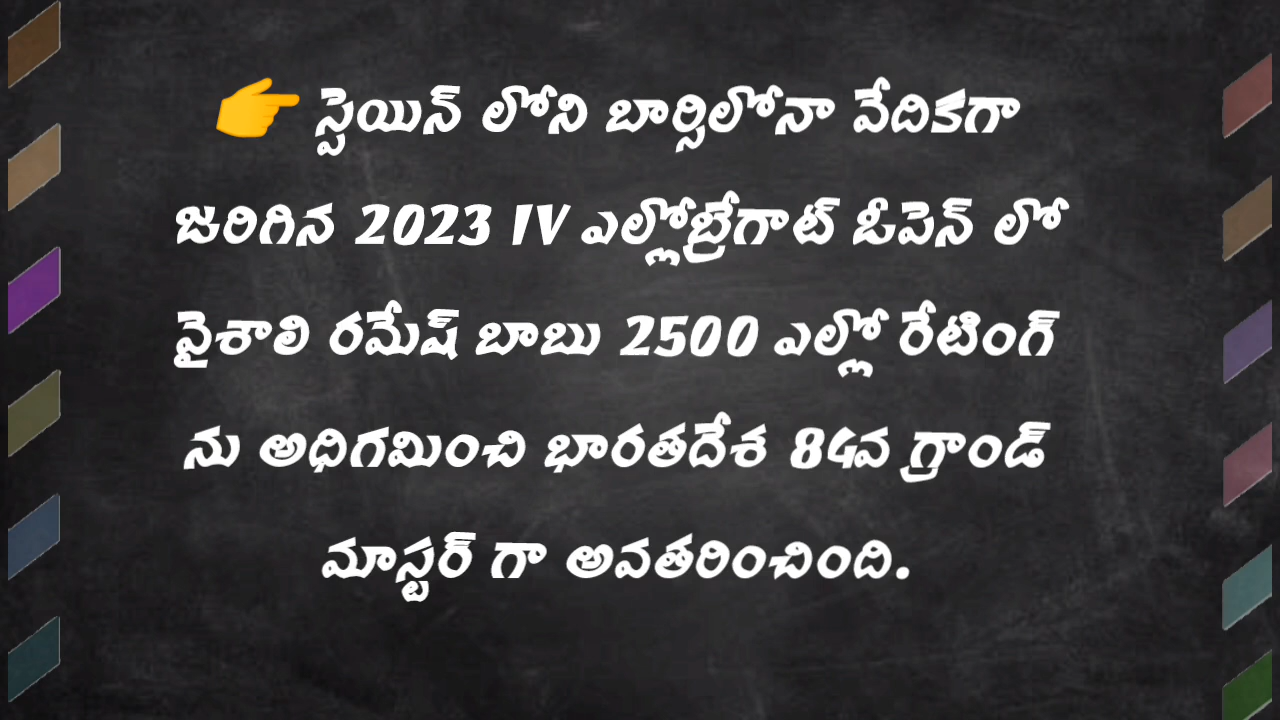 👉 స్పెయిన్ లోని బార్సిలోనా వేదికగా
జరిగిన 2023 IV ఎల్లోబ్రేగాట్ ఓపెన్ లో
వైశాలి రమేష్ బాబు 2500 ఎల్లో రేటింగ్
ను అధిగమించి భారతదేశ 84వ గ్రాండ్
మాస్టర్ గా అవతరించింది.